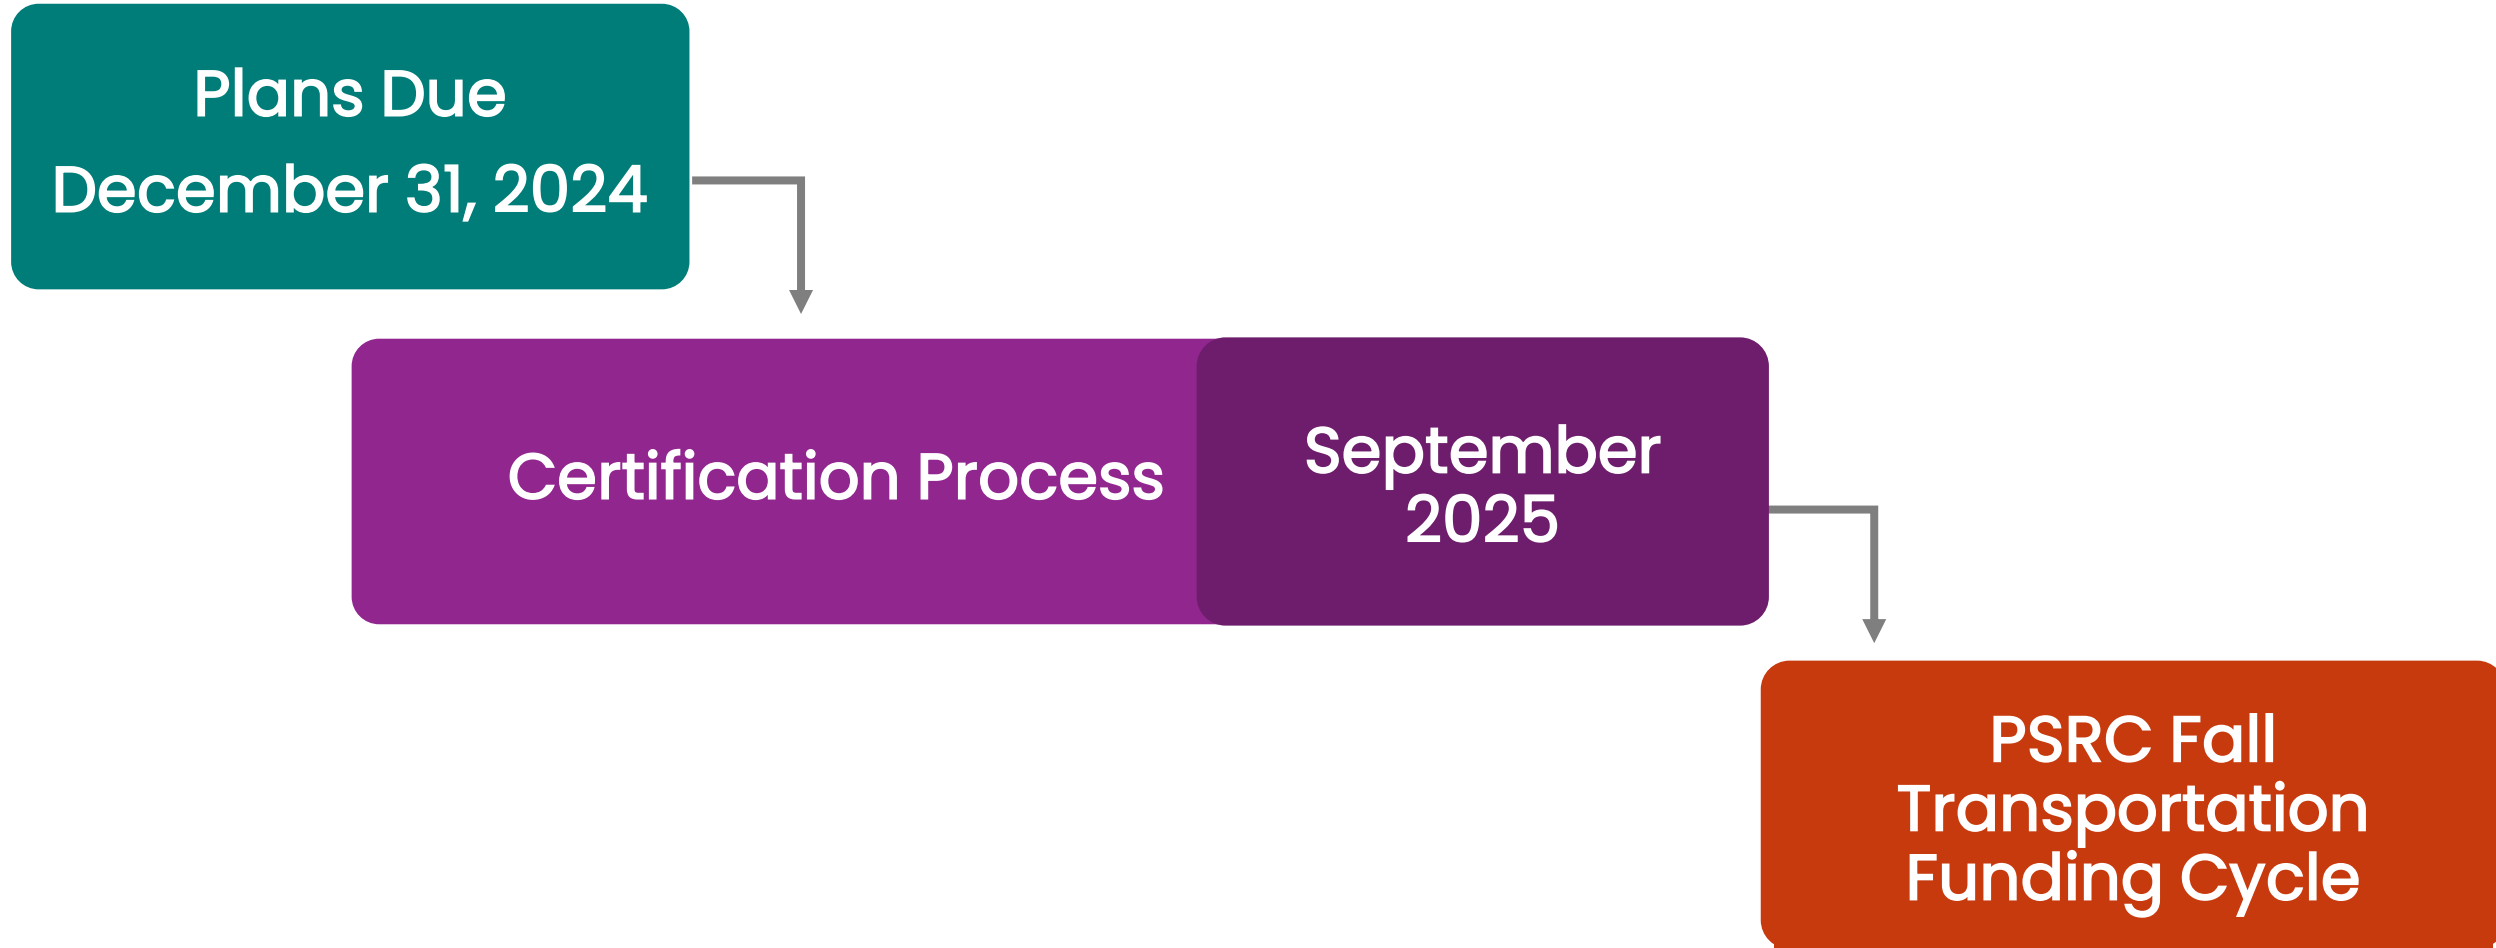 Plans Due
December 31, 2024
Certification Process
September
2025
PSRC Fall
Transportation
Funding Cycle